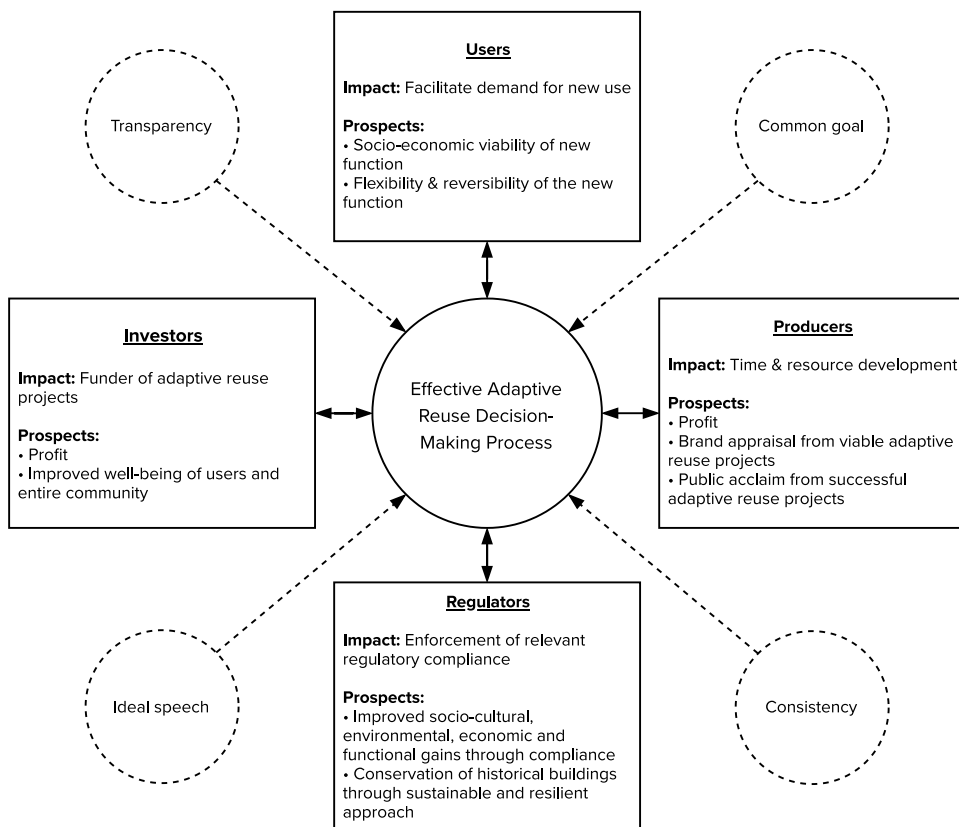 Users
Impact: Facilitate demand for new use
Prospects:
• Socio-economic viability of new
function
• Flexibility & reversibility of the new
function
Transparency
Common goal
Investors
Impact: Funder of adaptive reuse
projects
Prospects:
• Profit
• Improved well-being of users and
entire community
Effective Adaptive
Reuse Decision-
Making Process
Producers
Impact: Time & resource development
Prospects:
• Profit
• Brand appraisal from viable adaptive
reuse projects
• Public acclaim from successful
adaptive reuse projects
Regulators
Impact: Enforcement of relevant
regulatory compliance
Prospects:
• Improved socio-cultural,
environmental, economic and
functional gains through compliance
• Conservation of historical buildings
through sustainable and resilient
approach
Ideal speech
Consistency